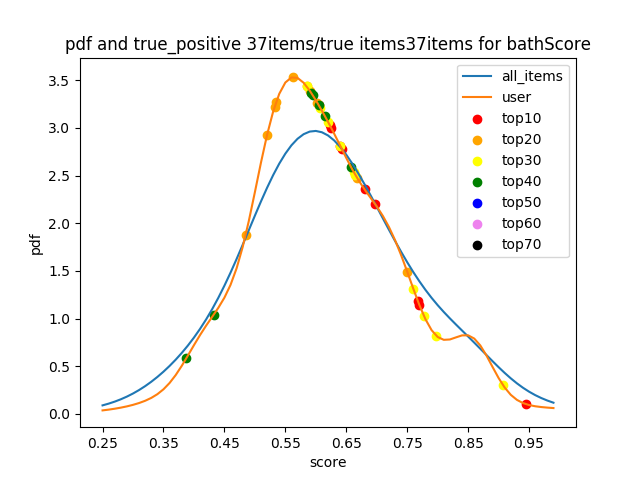 pdf and true_positive 37items/true items37items for bathScore
3.5
3.0
2.5
2.0
1.5
1.0
0.5
0.0
pdf
0.25 0.35 0.45 0.55 0.65 0.75 0.85 0.95
score
all_items
user
top10
top20
top30
top40
top50
top60
top70